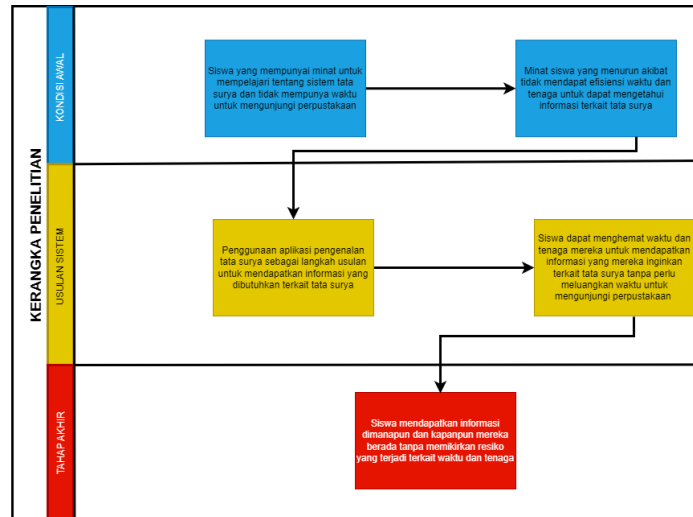 KERANGKA PENELITIAN
KONDISI AWAL
Siswa yang mempunyai minat untuk
mempelajari tentang sistem tata
surya dan tidak mempunya waktu
untuk mengunjungi perpustakaan
Minat siswa yang menurun akibat
tidak mendapat efisiensi waktu dan
tenaga untuk dapat mengetahui
informasi terkait tata surya
USULAN SISTEM
Penggunaan aplikasi pengenalan
tata surya sebagai langkah usulan
untuk mendapatkan informasi yang
dibutuhkan terkait tata surya
Siswa dapat menghemat waktu dan
tenaga mereka untuk mendapatkan
informasi yang mereka inginkan
terkait tata surya tanpa perlu
meluangkan waktu untuk
mengunjungi perpustakaan
TAHAP AKHIR
Siswa mendapatkan informasi
dimanapun dan kapanpun mereka
berada tanpa memikirkan resiko
yang terjadi terkait waktu dan tenaga